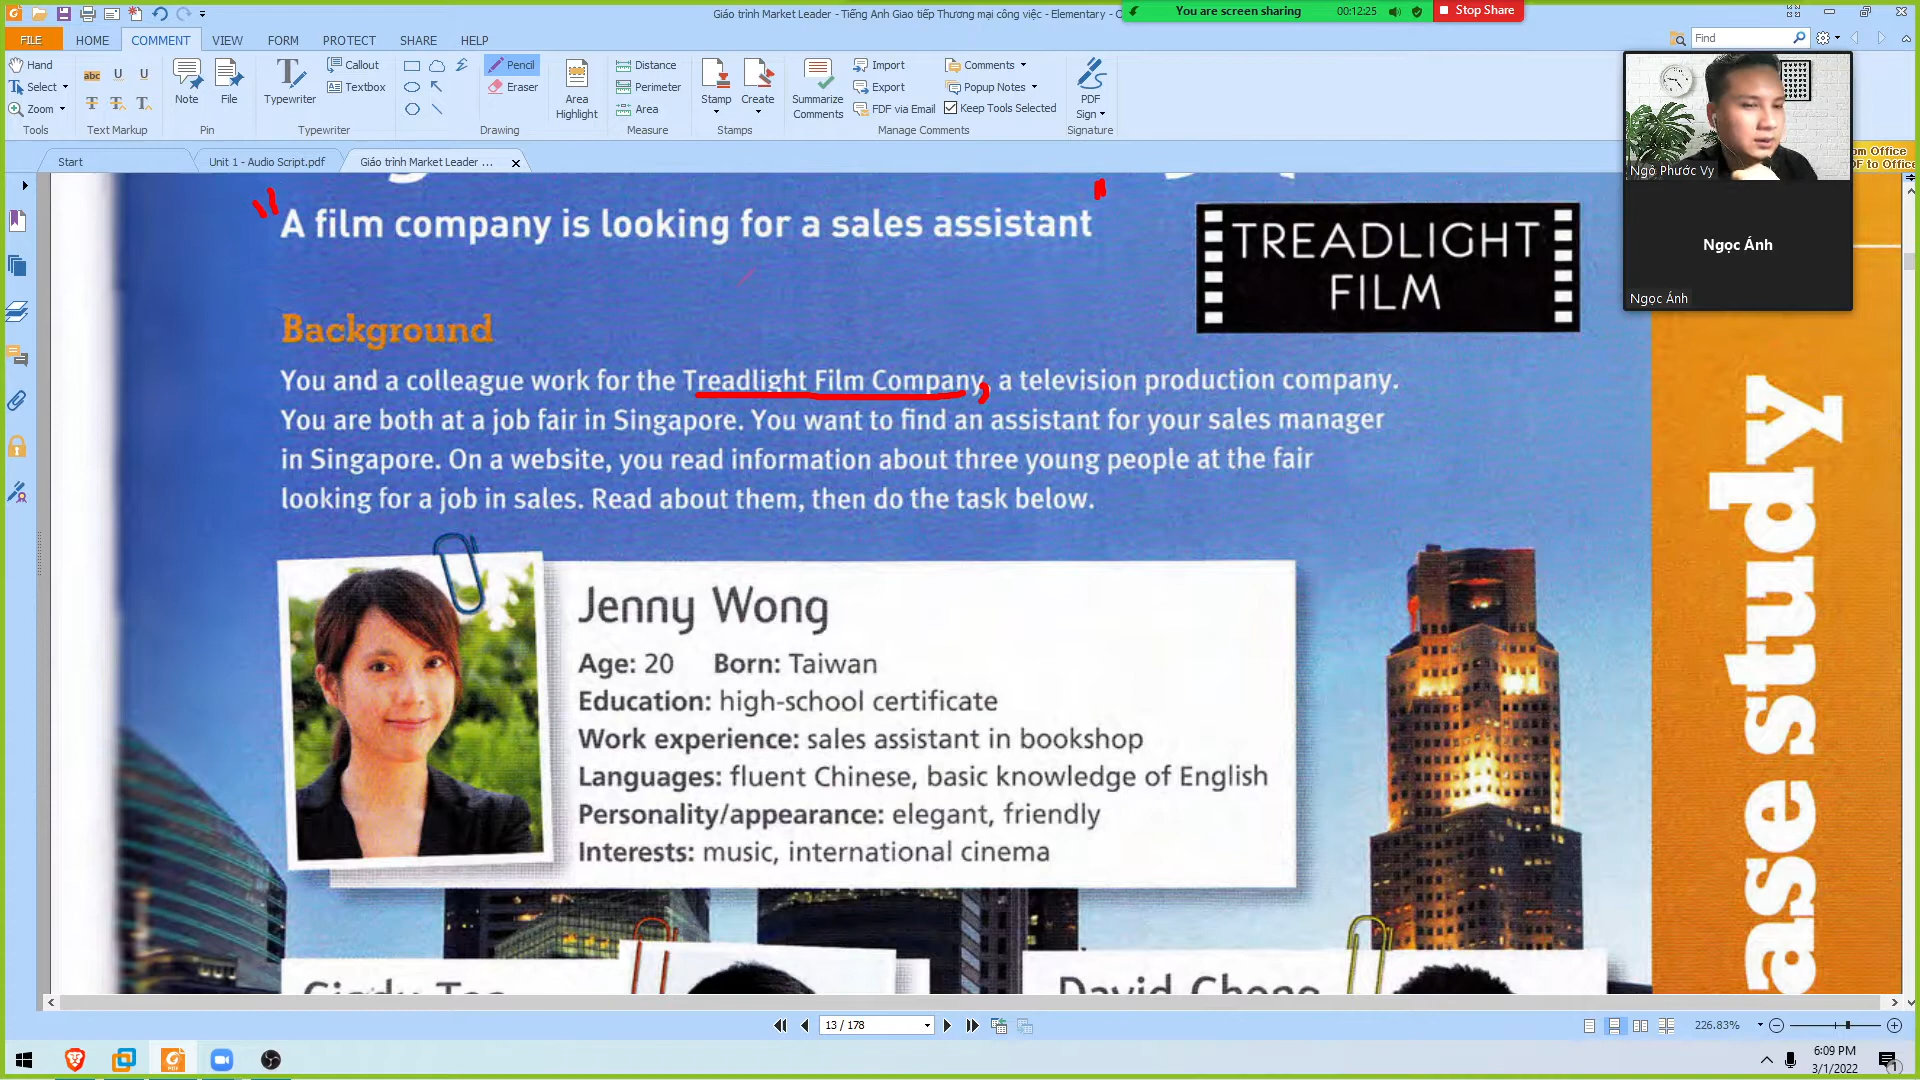 Giáo trình Market Leader - Tiếng Anh Giao tiếp Thương mại công việc - Elementary - C
You are screen sharing
00:12:25
Stop Share
FILE
HOME
COMMENT
VIEW
FORM
PROTECT
SHARE
HELP
Find
Hand
Select
Zoom
Tools
abc
U
U
T
T
T
Text Markup
Note
File
Pin
Typewriter
Callout
Textbox
Typewriter
Pencil
Eraser
Drawing
Area
Highlight
Distance
Perimeter
Area
Measure
Stamp
Create
Stamps
Summarize
Comments
Import
Export
FDF via Email
Comments
Popup Notes
Keep Tools Selected
Manage Comments
PDF
Sign
Signature
Start
Unit 1 - Audio Script.pdf
Giáo trình Market Leader ...
om Office
F to Office
Ngô Phước Vy
Ngọc Ánh
Ngọc Ánh
A film company is looking for a sales assistant
TREADLIGHT
FILM
Background
You and a colleague work for the Treadlight Film Company, a television production company.
You are both at a job fair in Singapore. You want to find an assistant for your sales manager
in Singapore. On a website, you read information about three young people at the fair
looking for a job in sales. Read about them, then do the task below.
Jenny Wong
Age: 20 Born: Taiwan
Education: high-school certificate
Work experience: sales assistant in bookshop
Languages: fluent Chinese, basic knowledge of English
Personality/appearance: elegant, friendly
Interests: music, international cinema
ase study
David Cheng
13 / 178
226.83%
6:09 PM
3/1/2022